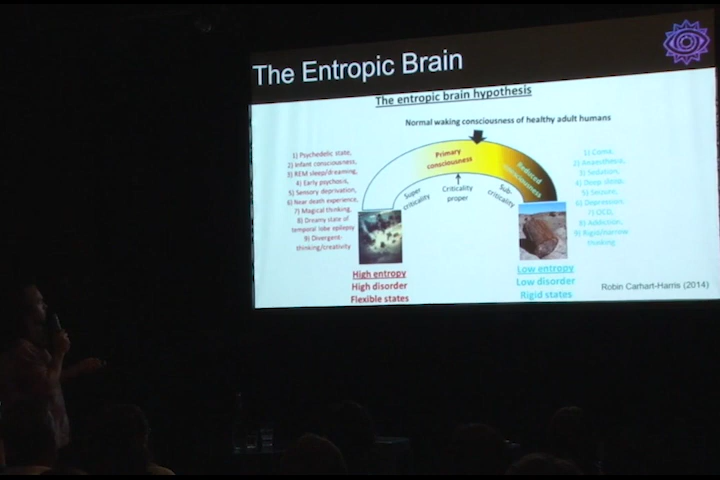 The Entropic Brain
The entropic brain hypothesis
Normal waking consciousness of healthy adult humans
1) Psychedelic state,
2) Infant consciousness,
3) REM sleep/dreaming,
4) Early psychosis,
5) Sensory deprivation,
6) Near death experience,
7) Magical thinking,
8) Dreamy state of
temporal lobe epilepsy
9) Divergent-
thinking/creativity
Primary
consciousness
Reduced
consciousness
Super
criticality
Criticality
proper
Sub-
criticality
1) Coma,
2) Anaesthesia,
3) Sedation,
4) Deep sleep,
5) Seizure,
6) Depression,
7) OCD,
8) Addiction,
9) Rigid/narrow
thinking
High entropy
High disorder
Flexible states
Low entropy
Low disorder
Rigid states
Robin Carhart-Harris (2014)